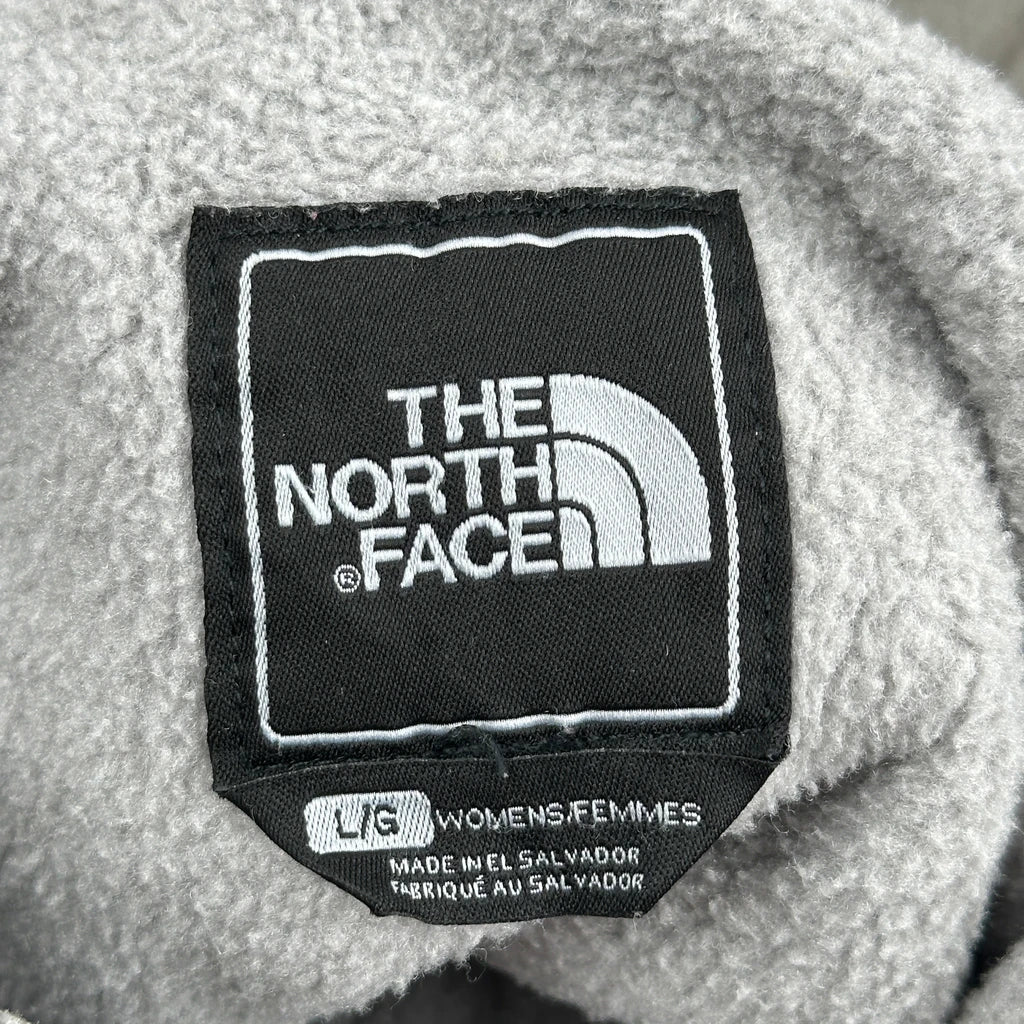 THE
NORTH
® FACE
L/G WOMENS/FEMMES
MADE IN EL SALVADOR
FABRIQUÉ AU SALVADOR